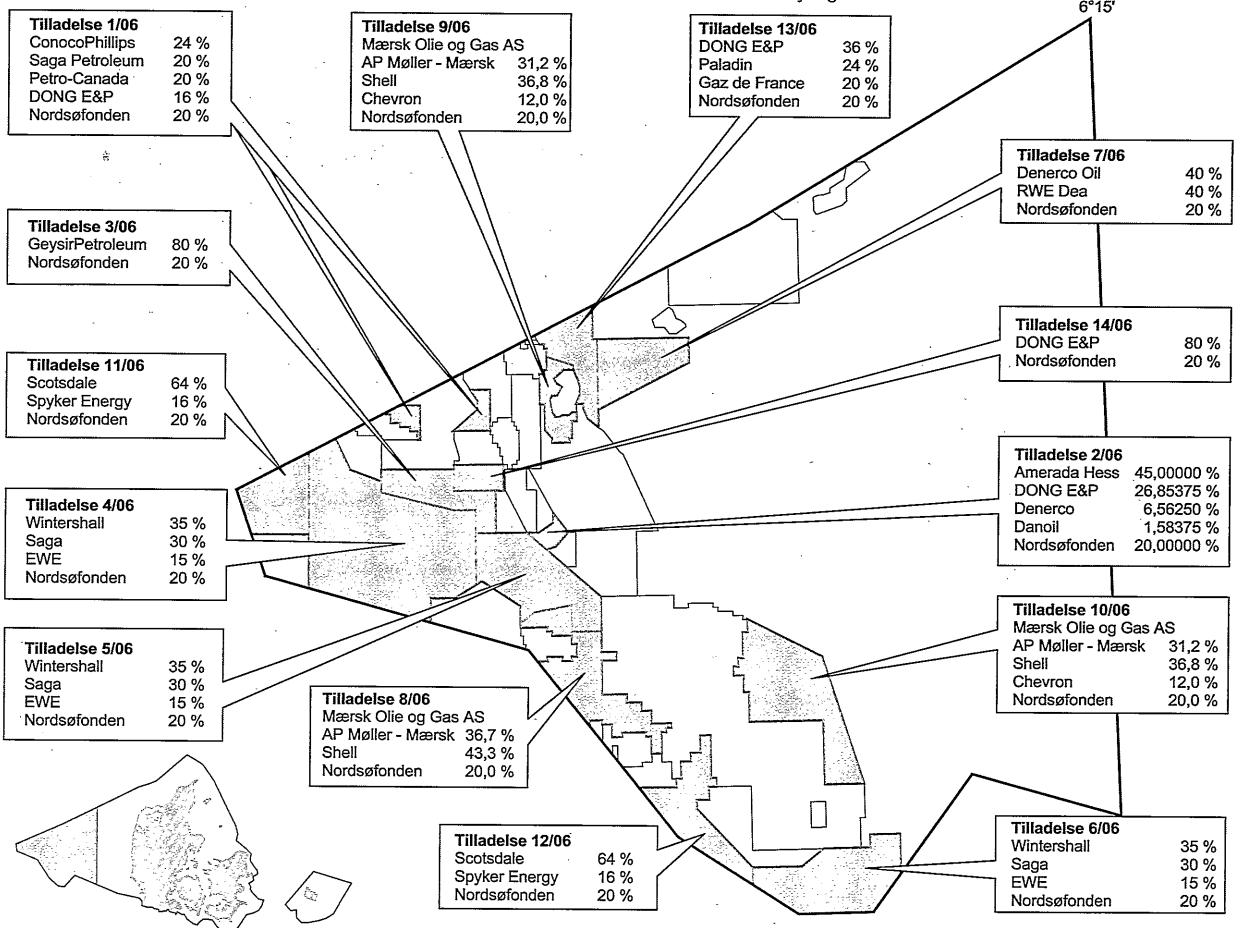 6°15'
Tilladelse 1/06
ConocoPhillips 24 %
Saga Petroleum 20 %
Petro-Canada 20 %
DONG E&P 16 %
Nordsøfonden 20 %
Tilladelse 9/06
Mærsk Olie og Gas AS
AP Møller - Mærsk 31,2 %
Shell 36,8 %
Chevron 12,0 %
Nordsøfonden 20,0 %
Tilladelse 13/06
DONG E&P 36 %
Paladin 24 %
Gaz de France 20 %
Nordsøfonden 20 %
Tilladelse 7/06
Denerco Oil 40 %
RWE Dea 40 %
Nordsøfonden 20 %
Tilladelse 3/06
GeysirPetroleum 80 %
Nordsøfonden 20 %
Tilladelse 14/06
DONG E&P 80 %
Nordsøfonden 20 %
Tilladelse 11/06
Scotsdale 64 %
Spyker Energy 16 %
Nordsøfonden 20 %
Tilladelse 2/06
Amerada Hess 45,00000 %
DONG E&P 26,85375 %
Denerco 6,56250 %
Danoil 1,58375 %
Nordsøfonden 20,00000 %
Tilladelse 4/06
Wintershall 35 %
Saga 30 %
EWE 15 %
Nordsøfonden 20 %
Tilladelse 10/06
Mærsk Olie og Gas AS
AP Møller - Mærsk 31,2 %
Shell 36,8 %
Chevron 12,0 %
Nordsøfonden 20,0 %
Tilladelse 5/06
Wintershall 35 %
Saga 30 %
EWE 15 %
Nordsøfonden 20 %
Tilladelse 8/06
Mærsk Olie og Gas AS
AP Møller - Mærsk 36,7 %
Shell 43,3 %
Nordsøfonden 20,0 %
Tilladelse 12/06
Scotsdale 64 %
Spyker Energy 16 %
Nordsøfonden 20 %
Tilladelse 6/06
Wintershall 35 %
Saga 30 %
EWE 15 %
Nordsøfonden 20 %